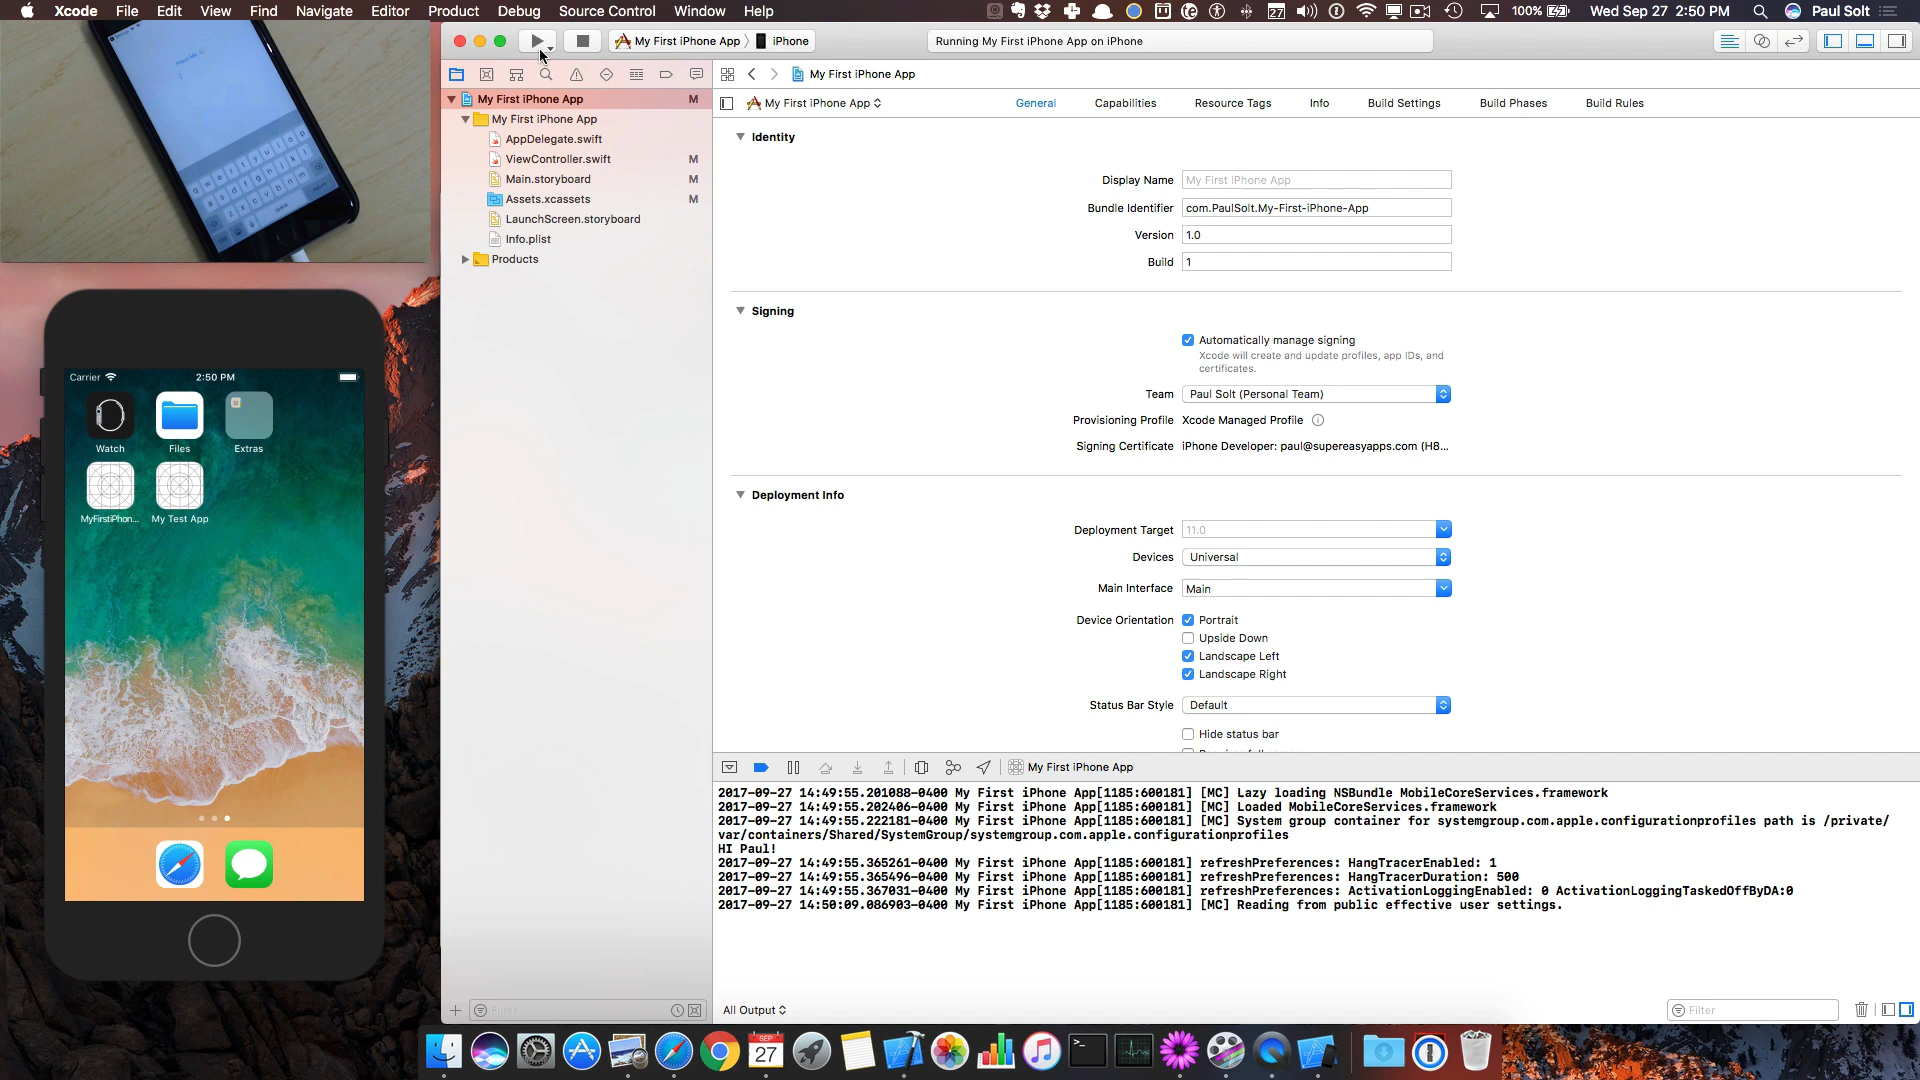 Xcode File Edit View Find Navigate Editor Product Debug Source Control Window Help
27 100% Wed Sep 27 2:50 PM Paul Solt
My First iPhone App iPhone
Running My First iPhone App on iPhone
My First iPhone App M
My First iPhone App
AppDelegate.swift
ViewController.swift M
Main.storyboard M
Assets.xcassets M
LaunchScreen.storyboard
Info.plist
Products
Filter
My First iPhone App
My First iPhone App
General Capabilities Resource Tags Info Build Settings Build Phases Build Rules
Identity
Display Name My First iPhone App
Bundle Identifier com.PaulSolt.My-First-iPhone-App
Version 1.0
Build 1
Signing
Automatically manage signing
Xcode will create and update profiles, app IDs, and
certificates.
Team Paul Solt (Personal Team)
Provisioning Profile Xcode Managed Profile
Signing Certificate iPhone Developer: paul@supereasyapps.com (H8...
Deployment Info
Deployment Target 11.0
Devices Universal
Main Interface Main
Device Orientation Portrait
Upside Down
Landscape Left
Landscape Right
Status Bar Style Default
Hide status bar
My First iPhone App
2017-09-27 14:49:55.201088-0400 My First iPhone App[1185:600181] [MC] Lazy loading NSBundle MobileCoreServices.framework
2017-09-27 14:49:55.202406-0400 My First iPhone App[1185:600181] [MC] Loaded MobileCoreServices.framework
2017-09-27 14:49:55.222181-0400 My First iPhone App[1185:600181] [MC] System group container for systemgroup.com.apple.configurationprofiles path is /private/
var/containers/Shared/SystemGroup/systemgroup.com.apple.configurationprofiles
HI Paul!
2017-09-27 14:49:55.365261-0400 My First iPhone App[1185:600181] refreshPreferences: HangTracerEnabled: 1
2017-09-27 14:49:55.365496-0400 My First iPhone App[1185:600181] refreshPreferences: HangTracerDuration: 500
2017-09-27 14:49:55.367031-0400 My First iPhone App[1185:600181] refreshPreferences: ActivationLoggingEnabled: 0 ActivationLoggingTaskedOffByDA:0
2017-09-27 14:50:09.086903-0400 My First iPhone App[1185:600181] [MC] Reading from public effective user settings.
All Output
Filter
Carrier 2:50 PM
Watch Files Extras
MyFirstiPhon... My Test App
SEP
27